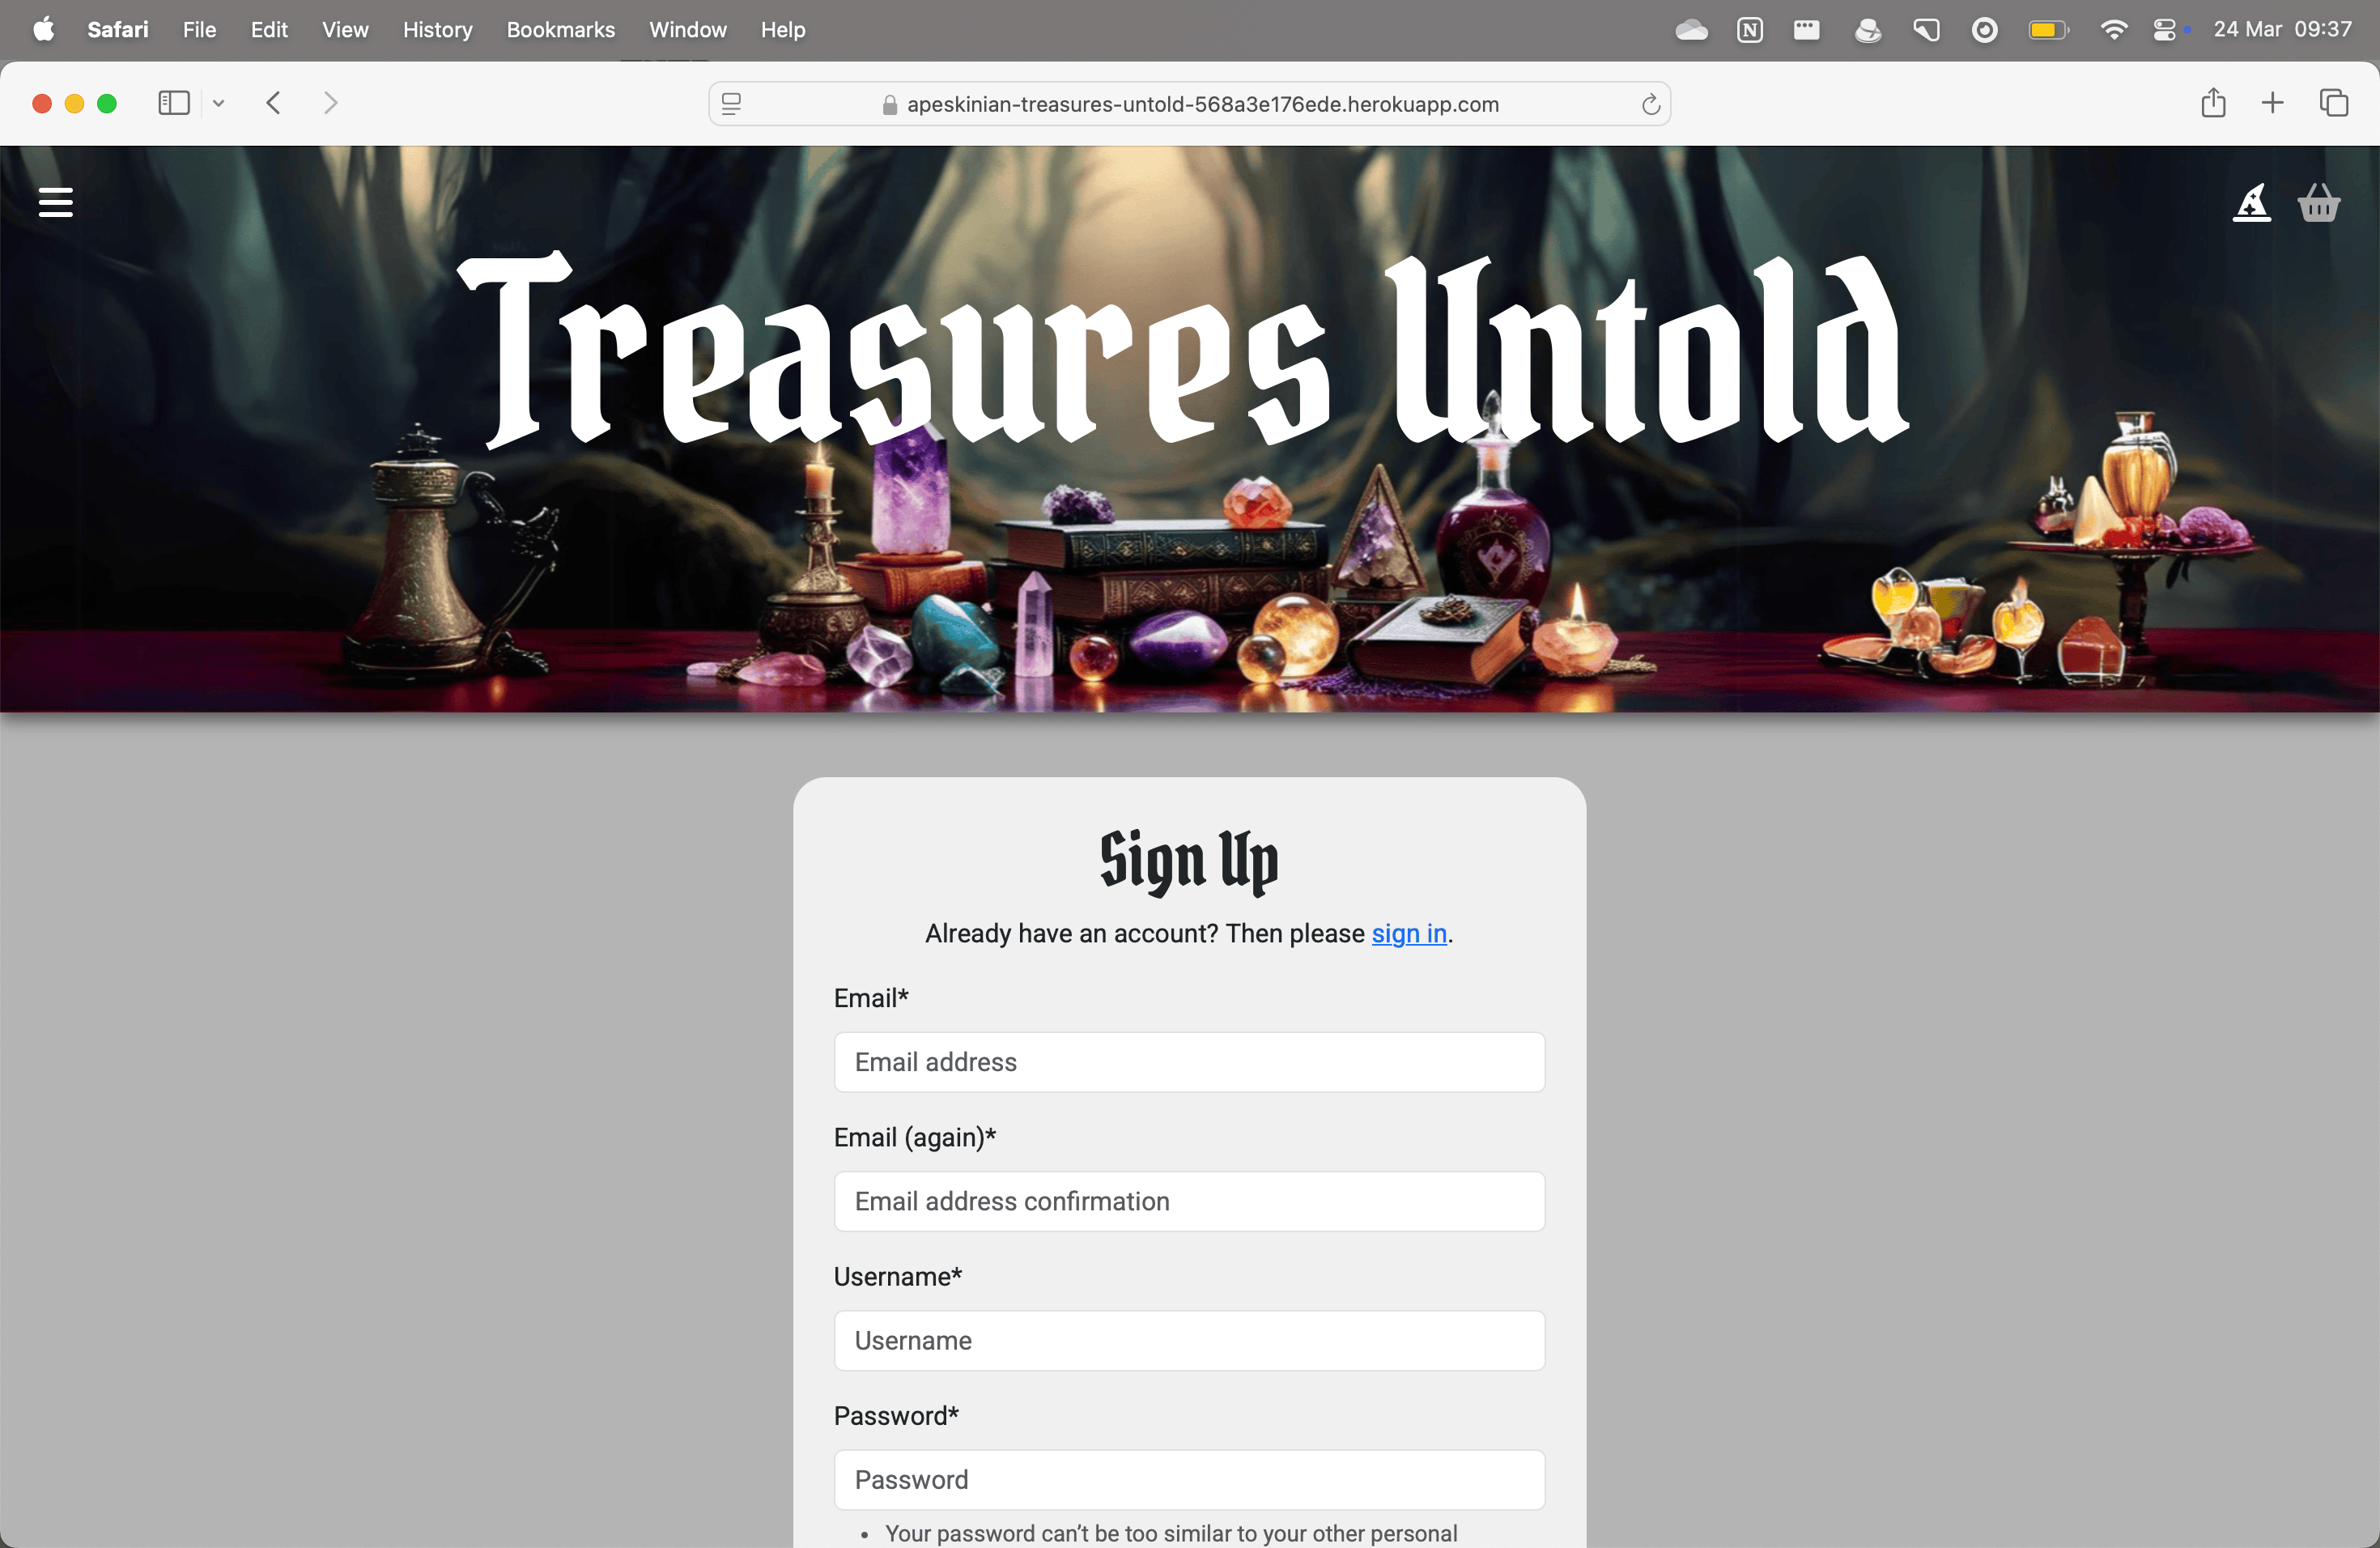 Safari File Edit View History Bookmarks Window Help 24 Mar 09:37
apeskinian-treasures-untold-568a3e176ede.herokuapp.com
Treasures Untold
Sign Up
Already have an account? Then please sign in.
Email*
Email address
Email (again)*
Email address confirmation
Username*
Username
Password*
Password
• Your password can’t be too similar to your other personal